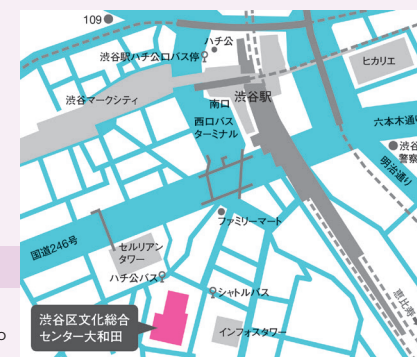 109
ハチ公
渋谷駅ハチ公口バス停
ヒカリエ
渋谷マークシティ
南口
渋谷駅
西口バス
ターミナル
六本木通り
渋谷
警察
明治通り
国道246号
ファミリーマート
セルリアン
タワー
ハチ公バス
シャトルバス
恵比寿
渋谷区文化総合
センター大和田
インフォスタワー